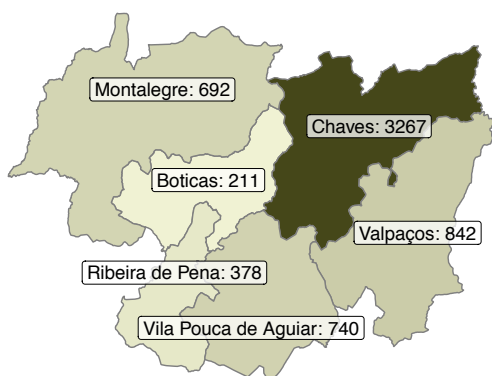 Montalegre: 692
Chaves: 3267
Boticas: 211
Valpaços: 842
Ribeira de Pena: 378
Vila Pouca de Aguiar: 740